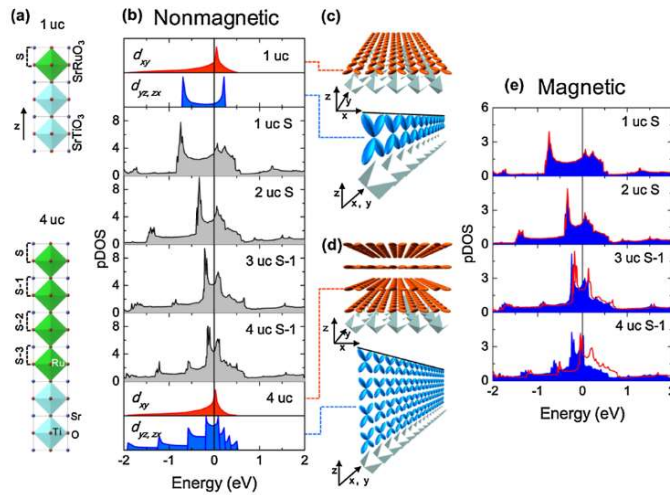 (a)
1 uc
S
SrRuO3
SrTiO3
z
4 uc
S
S-1
S-2
S-3
Ru
Sr
O
Ti
(b) Nonmagnetic
dxy 1 uc
dyz, zx
1 uc S
2 uc S
3 uc S-1
4 uc S-1
dxy 4 uc
dyz, zx
pDOS
8
4
0
8
4
0
8
4
0
8
4
0
-2 -1 0 1 2
Energy (eV)
(c)
z y
x
z
x, y
(d)
z y
x
z
x, y
(e) Magnetic
1 uc S
2 uc S
3 uc S-1
4 uc S-1
pDOS
6
3
0
3
0
3
0
3
0
-2 -1 0 1 2
Energy (eV)